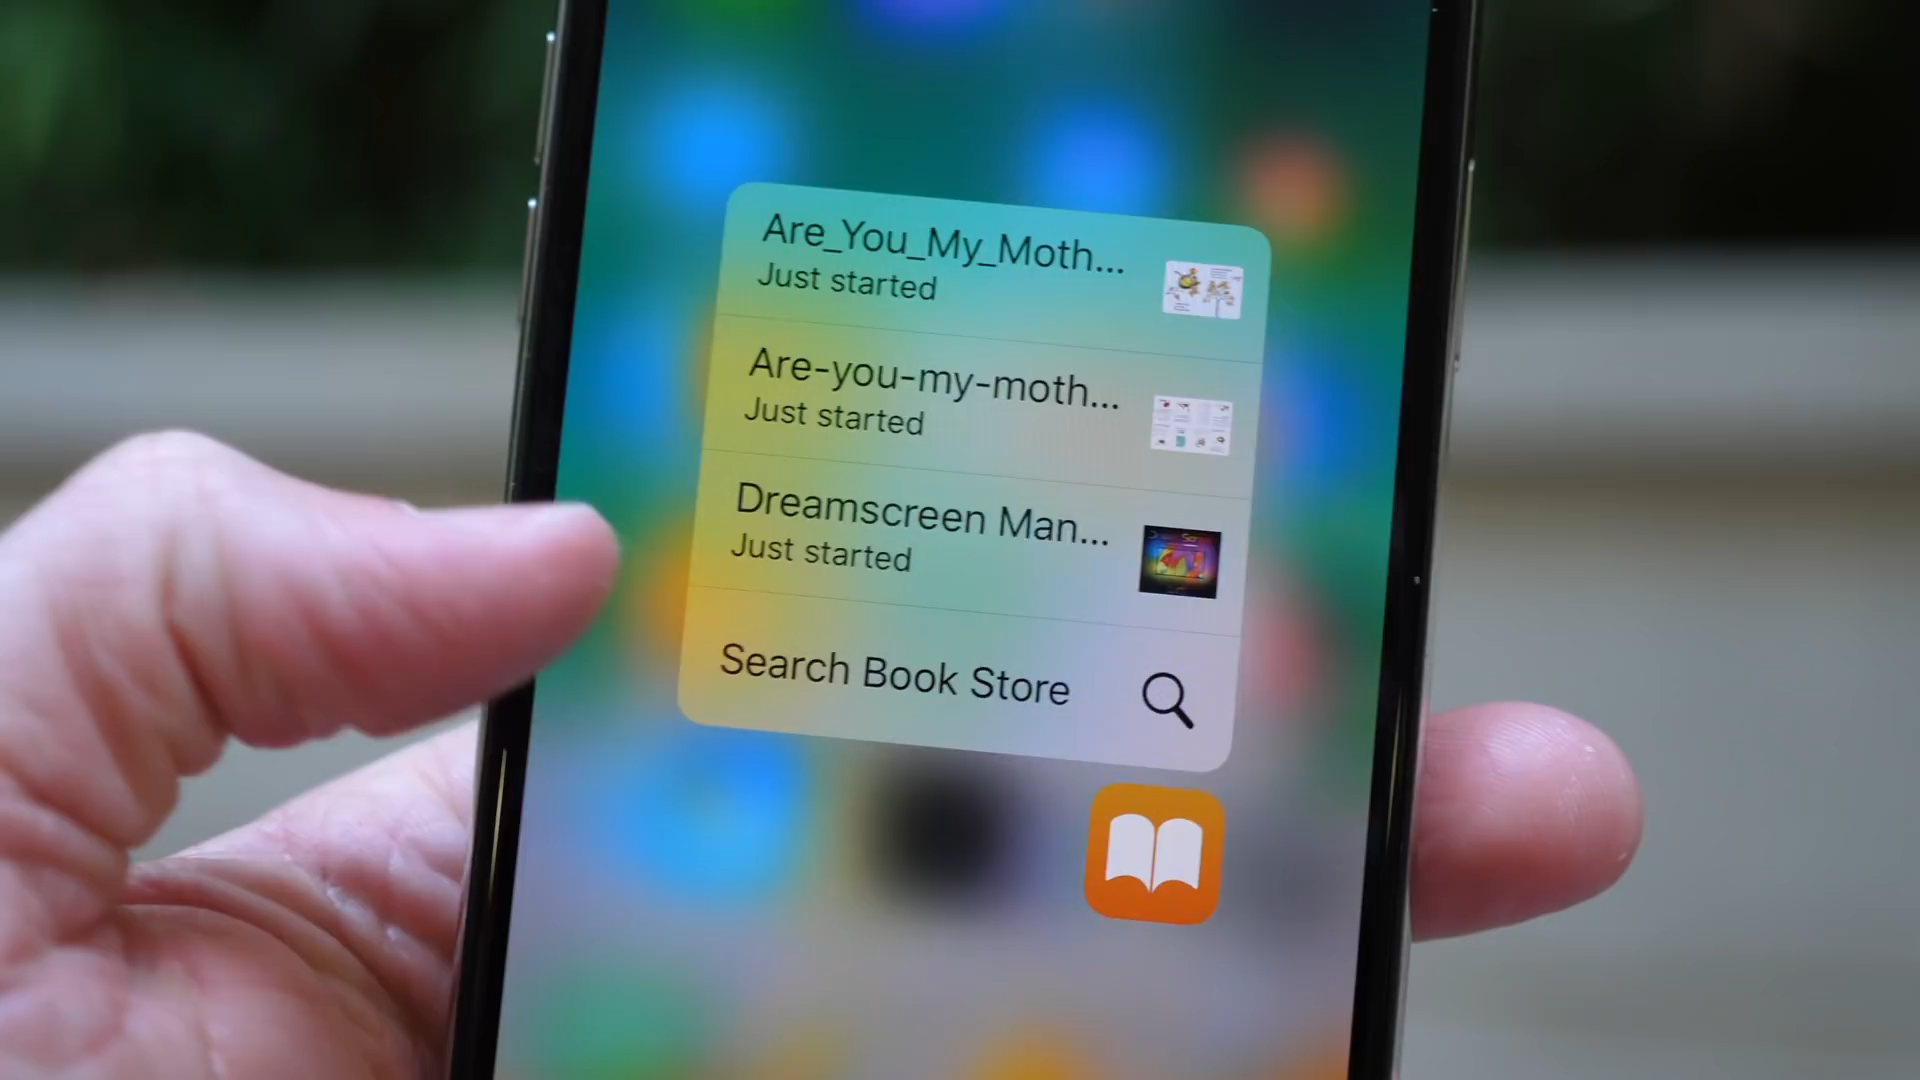 Are_You_My_Moth...
Just started
Are-you-my-moth...
Just started
Dreamscreen Man...
Just started
Search Book Store